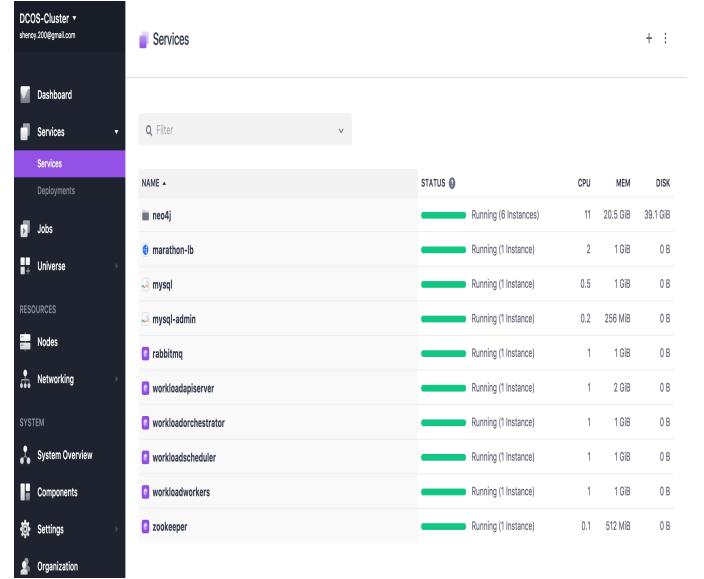 DCOS-Cluster
shenoy.200@gmail.com
Dashboard
Services
Services
Deployments
Jobs
Universe
RESOURCES
Nodes
Networking
SYSTEM
System Overview
Components
Settings
Organization
Services
Filter
NAME STATUS CPU MEM DISK
neo4j Running (6 Instances) 11 20.5 GiB 39.1 GiB
marathon-lb Running (1 Instance) 2 1 GiB 0 B
mysql Running (1 Instance) 0.5 1 GiB 0 B
mysql-admin Running (1 Instance) 0.2 256 MiB 0 B
rabbitmq Running (1 Instance) 1 1 GiB 0 B
workloadapiserver Running (1 Instance) 1 2 GiB 0 B
workloadorchestrator Running (1 Instance) 1 1 GiB 0 B
workloadscheduler Running (1 Instance) 1 1 GiB 0 B
workloadworkers Running (1 Instance) 1 1 GiB 0 B
zookeeper Running (1 Instance) 0.1 512 MiB 0 B